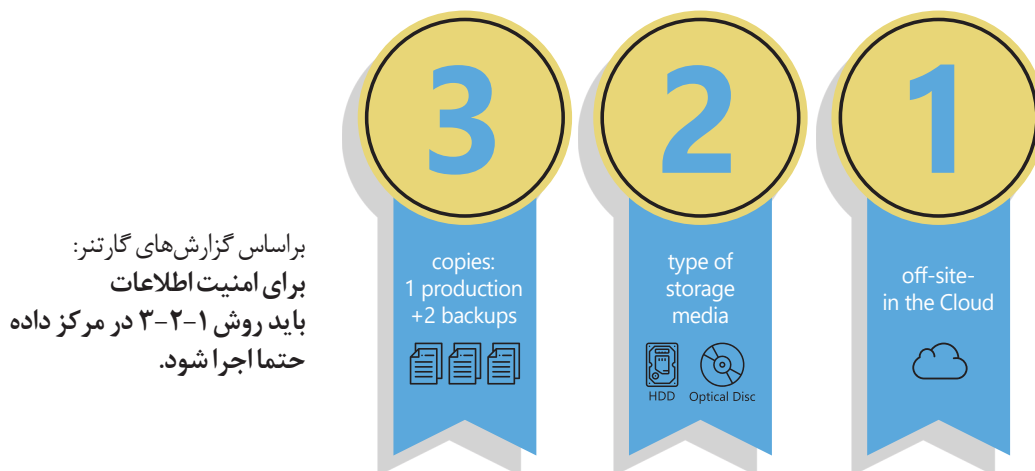 براساس گزارش‌های گارتنر:
برای امنیت اطلاعات
باید روش ۱-۲-۳ در مرکز داده
حتما اجرا شود.
3
copies:
1 production
+2 backups
2
type of
storage
media
HDD
Optical Disc
1
off-site-
in the Cloud